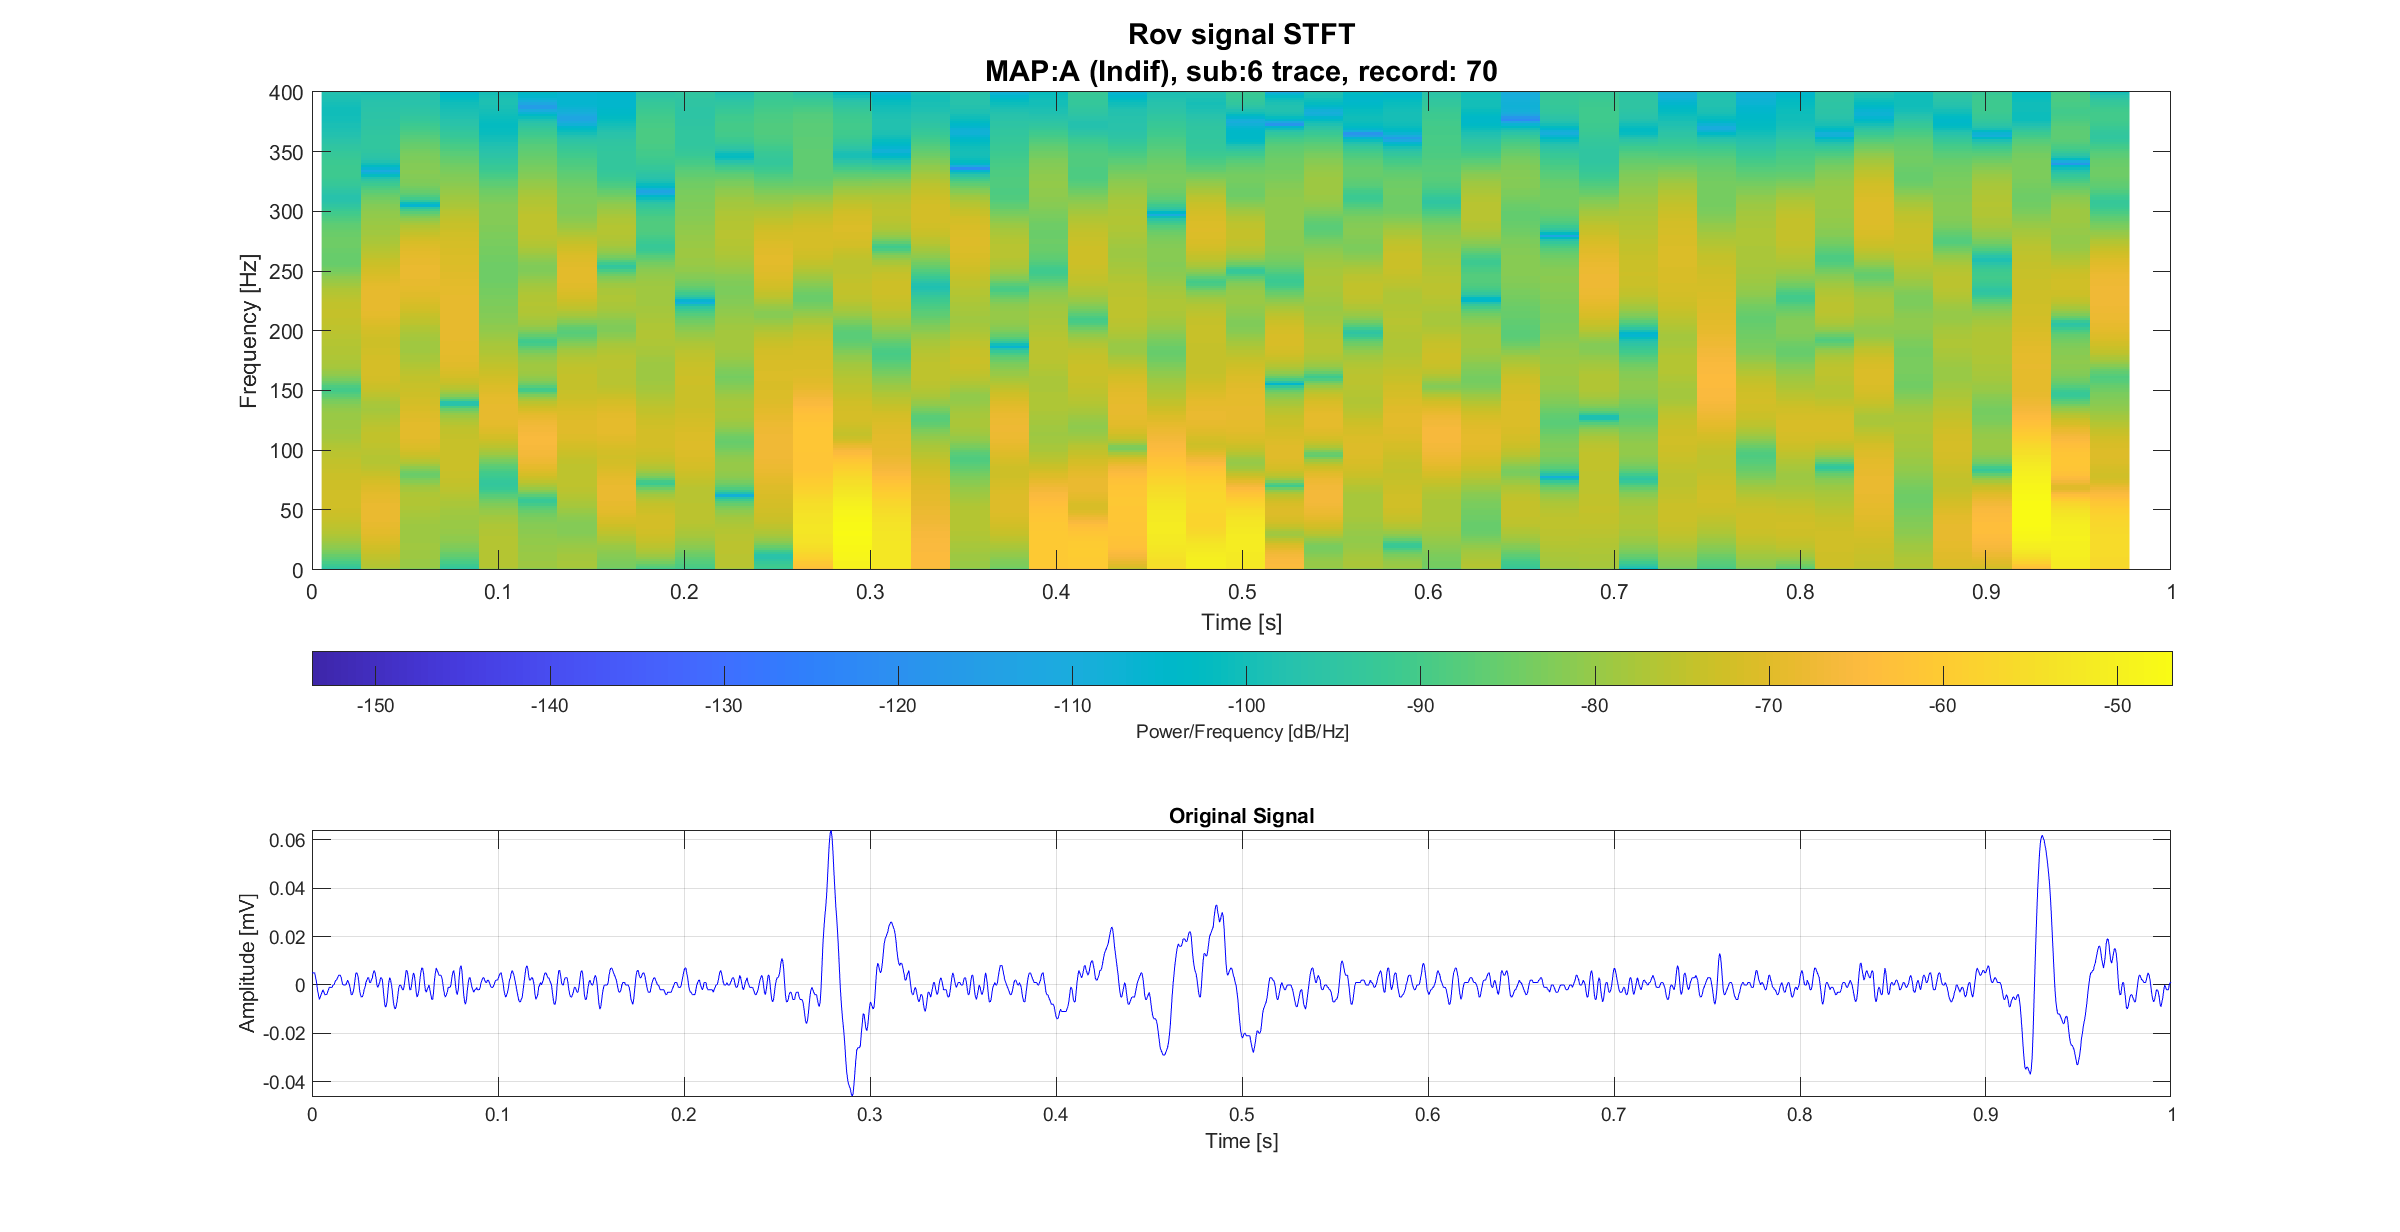 Rov signal STFT
MAP:A (Indif), sub:6 trace, record: 70
400
350
300
250
200
150
100
50
0
Frequency [Hz]
0 0.1 0.2 0.3 0.4 0.5 0.6 0.7 0.8 0.9 1
Time [s]
-150 -140 -130 -120 -110 -100 -90 -80 -70 -60 -50
Power/Frequency [dB/Hz]
Original Signal
0.06
0.04
0.02
0
-0.02
-0.04
Amplitude [mV]
0 0.1 0.2 0.3 0.4 0.5 0.6 0.7 0.8 0.9 1
Time [s]